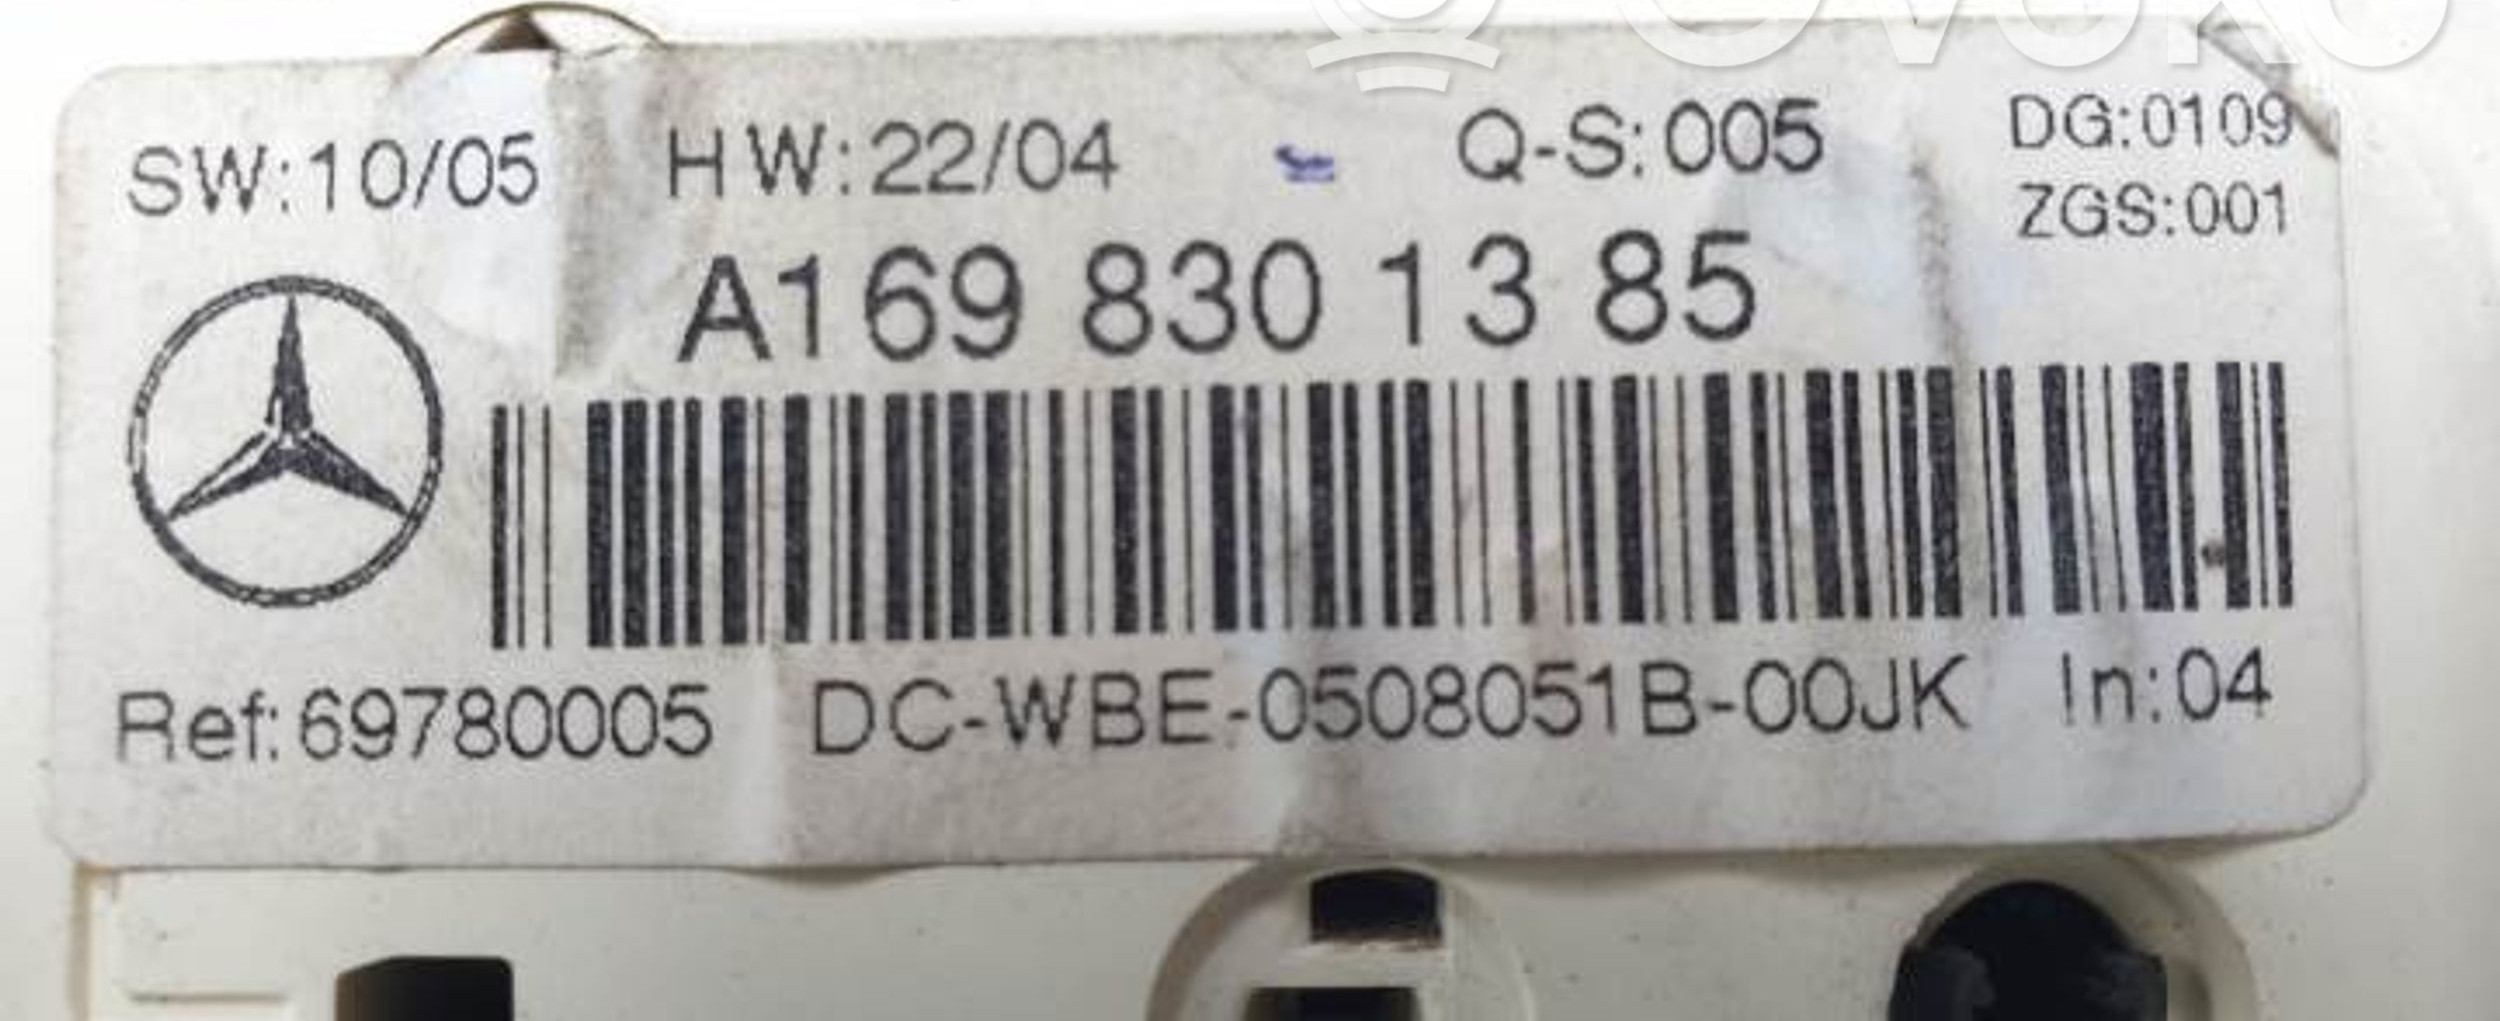 SW:10/05 HW:22/04 Q-S:005 DG:0109
ZGS:001
A169 830 13 85
Ref:69780005 DC-WBE-0508051B-00JK In:04